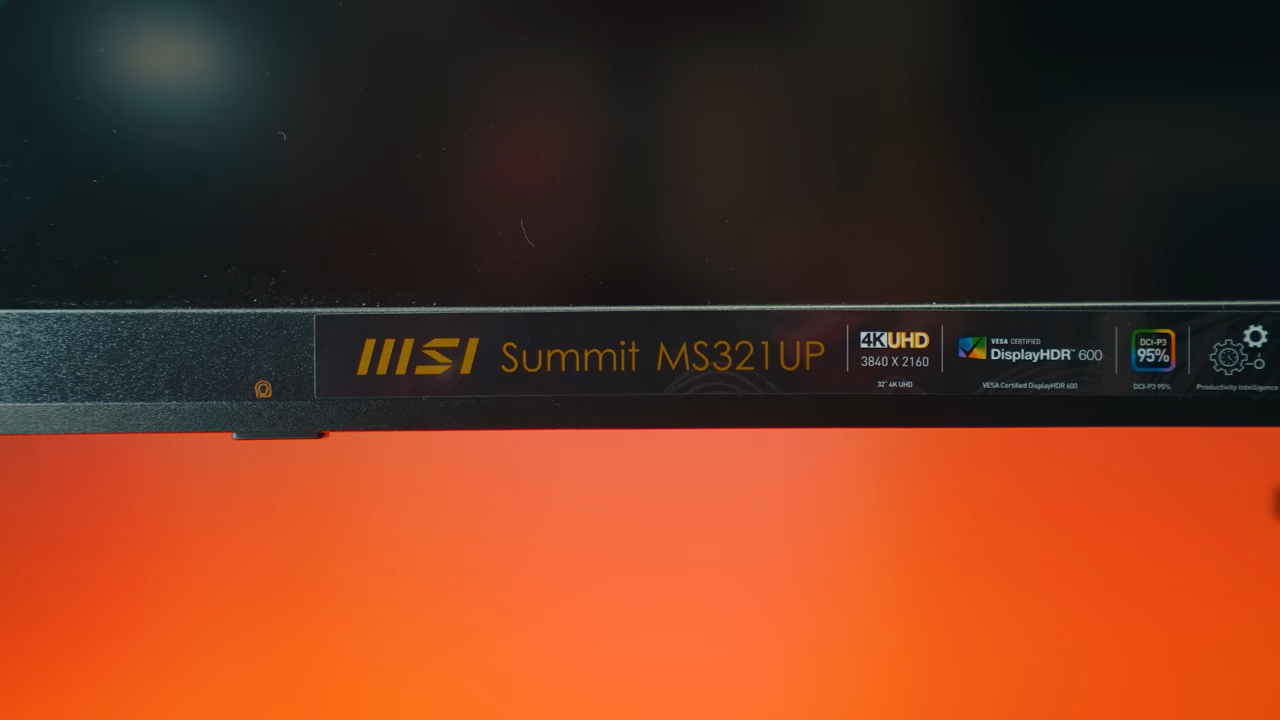 msi Summit MS321UP
4K UHD
3840 X 2160
32" 4K UHD
VESA CERTIFIED
DisplayHDR™ 600
VESA Certified DisplayHDR 600
DCI-P3
95%
DCI-P3 95%
Productivity Intelligence